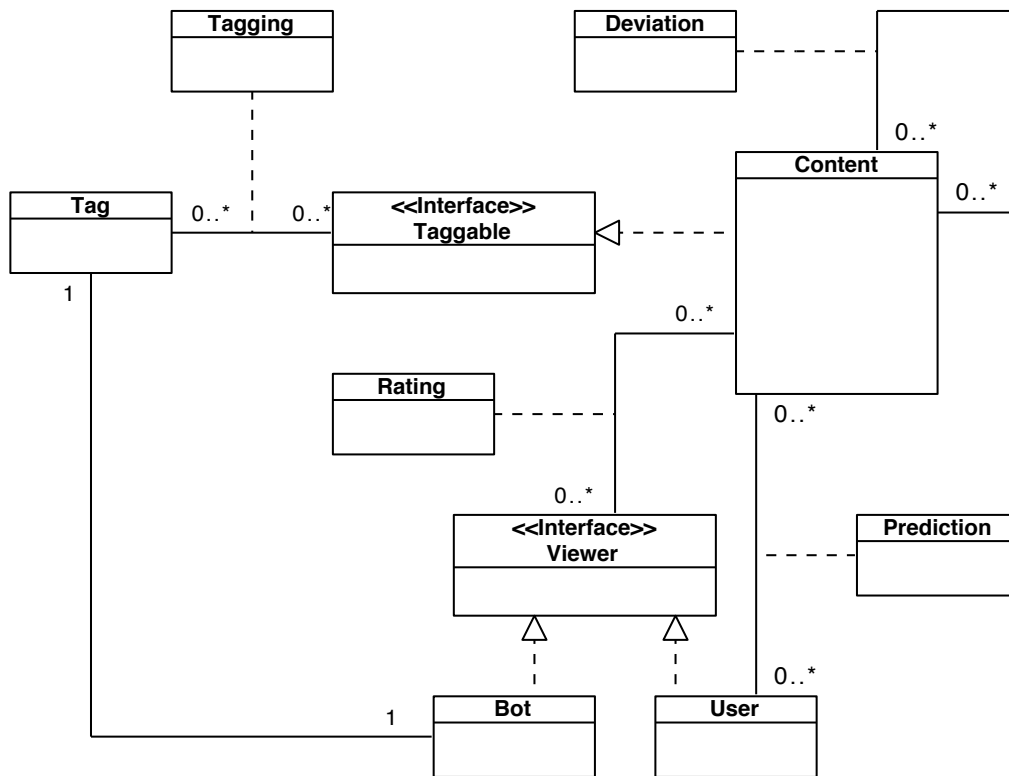 Tagging
Deviation
0..*
Content
Tag
0..*
0..*
<<Interface>>
Taggable
0..*
1
0..*
Rating
0..*
0..*
<<Interface>>
Viewer
Prediction
0..*
1
Bot
User